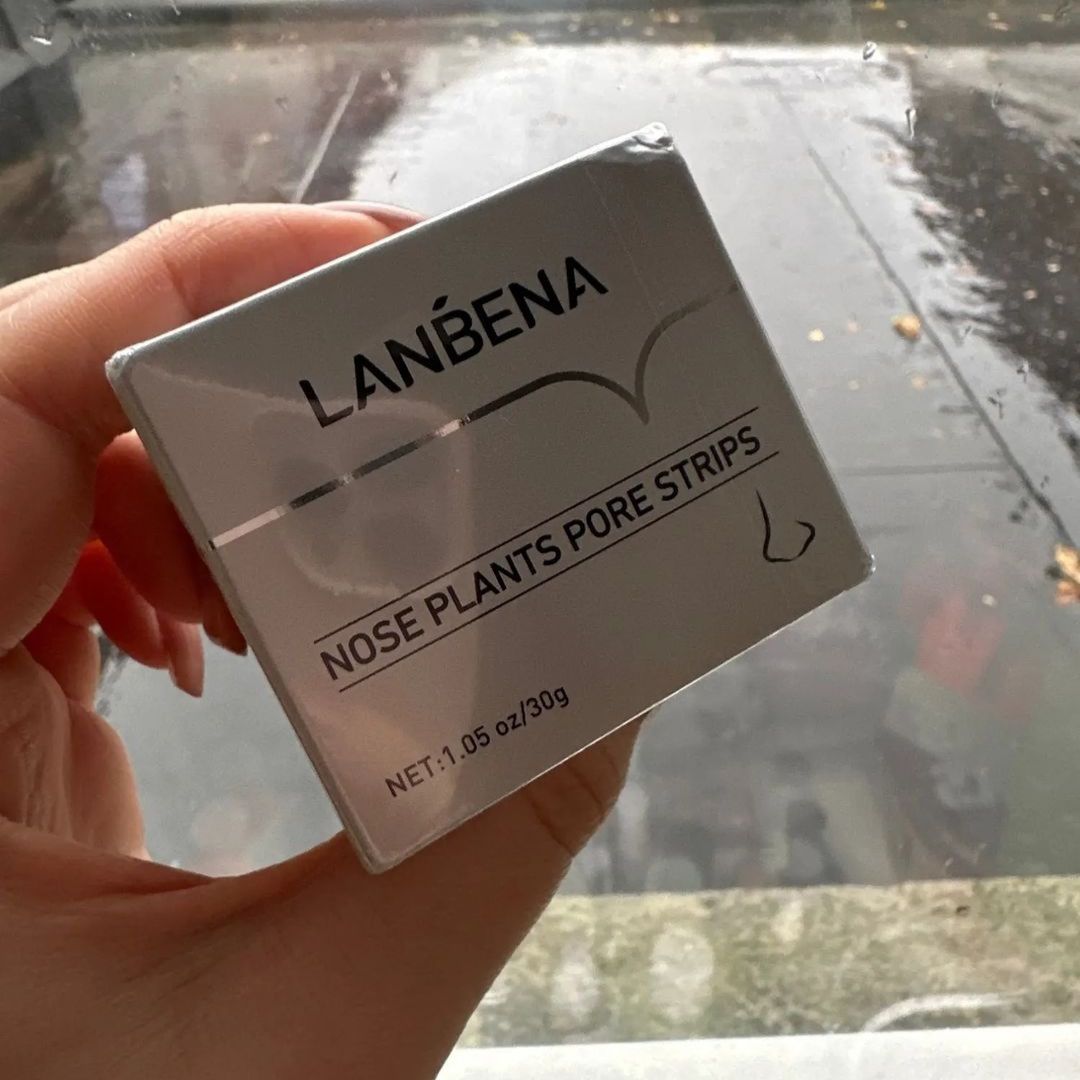 LANBENA
NOSE PLANTS PORE STRIPS
NET:1.05 oz/30g